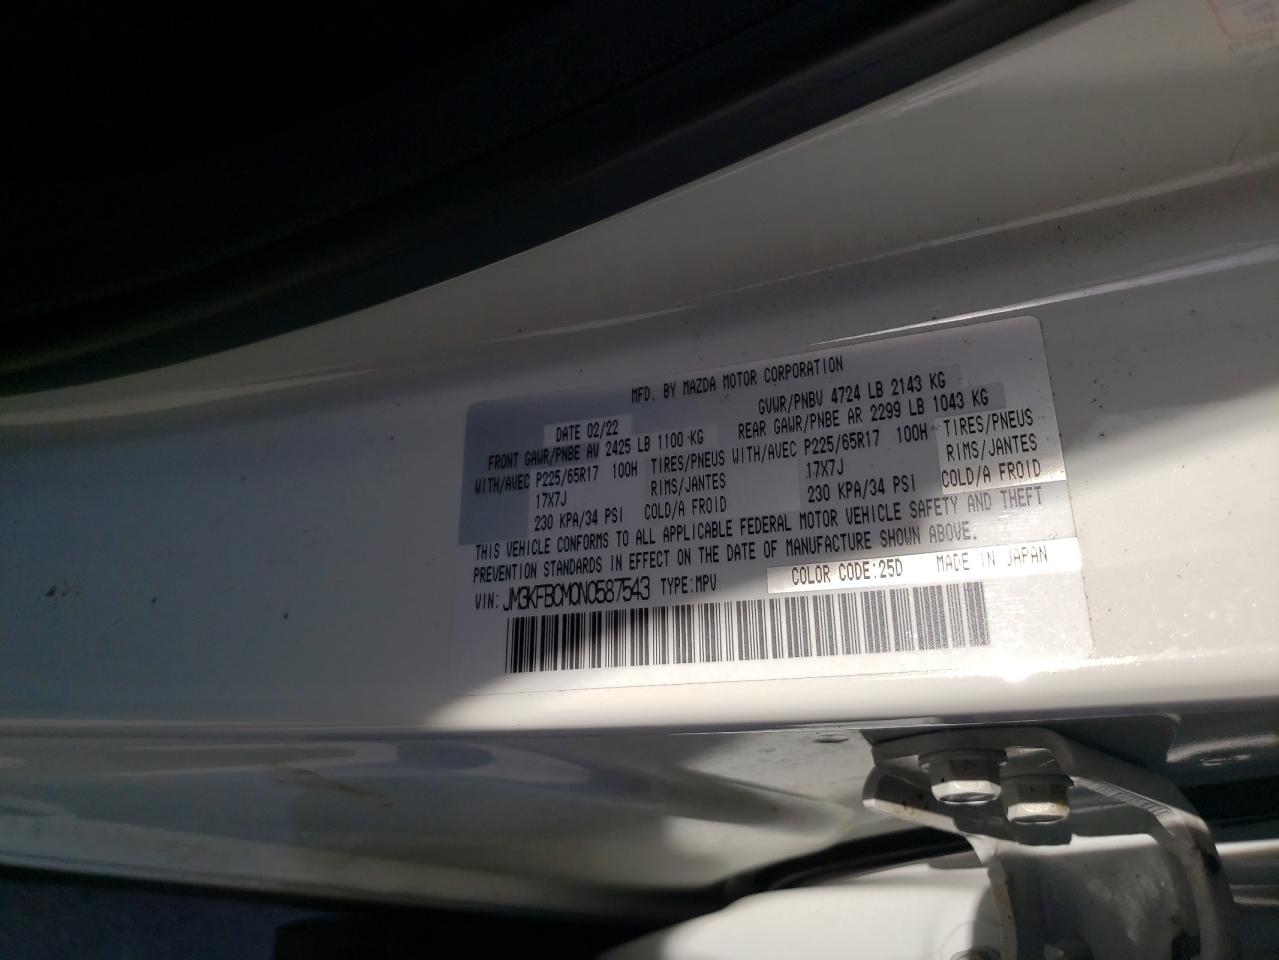 MFD. BY MAZDA MOTOR CORPORATION
DATE 02/22 GVWR/PNBV 4724 LB 2143 KG
FRONT GAWR/PNBE AV 2425 LB 1100 KG REAR GAWR/PNBE AR 2299 LB 1043 KG
WITH/AVEC P225/65R17 100H TIRES/PNEUS WITH/AVEC P225/65R17 100H TIRES/PNEUS
17X7J RIMS/JANTES 17X7J RIMS/JANTES
230 KPA/34 PSI COLD/A FROID 230 KPA/34 PSI COLD/A FROID
THIS VEHICLE CONFORMS TO ALL APPLICABLE FEDERAL MOTOR VEHICLE SAFETY AND THEFT
PREVENTION STANDARDS IN EFFECT ON THE DATE OF MANUFACTURE SHOWN ABOVE.
VIN: JM3KFBCM0N0587543 TYPE:MPV COLOR CODE:25D MADE IN JAPAN